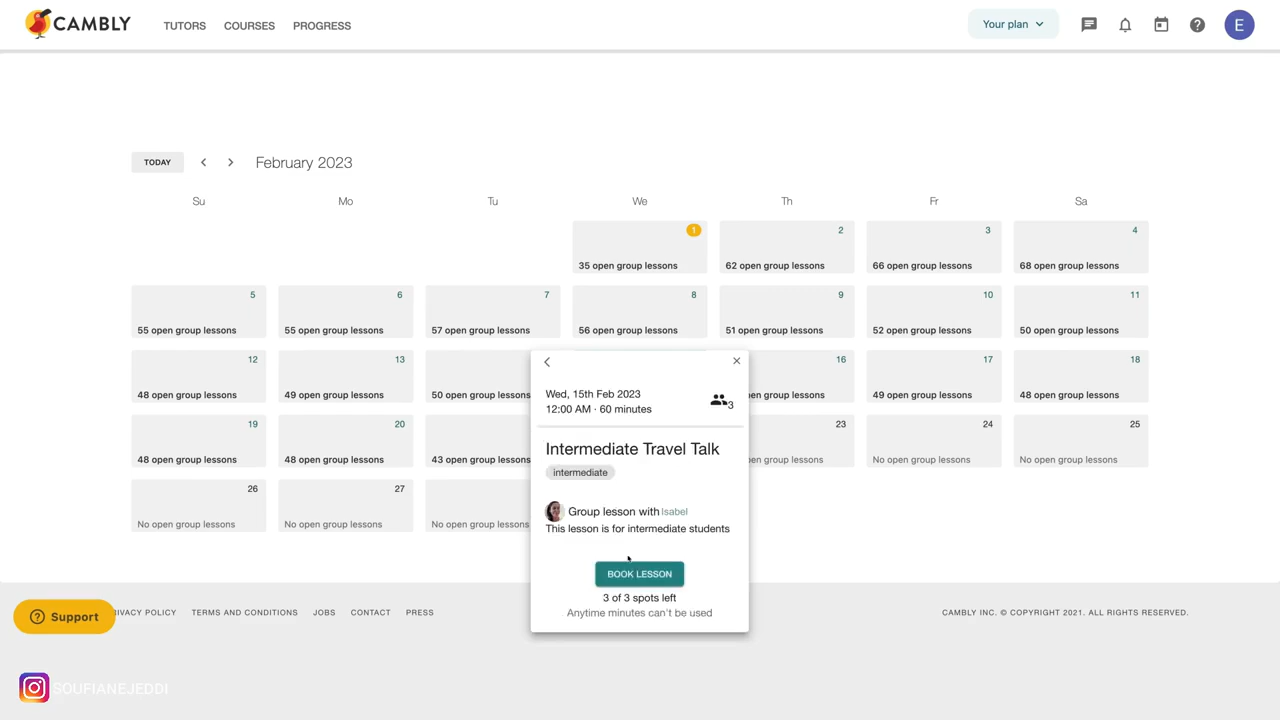 CAMBLY
TUTORS
COURSES
PROGRESS
Your plan
E
TODAY
February 2023
Su Mo Tu We Th Fr Sa
1 2 3 4
35 open group lessons
62 open group lessons
66 open group lessons
68 open group lessons
5 6 7 8 9 10 11
55 open group lessons
55 open group lessons
57 open group lessons
56 open group lessons
51 open group lessons
52 open group lessons
50 open group lessons
12 13 16 17 18
48 open group lessons
49 open group lessons
50 open group lessons
en group lessons
49 open group lessons
48 open group lessons
19 20 23 24 25
48 open group lessons
48 open group lessons
43 open group lessons
en group lessons
No open group lessons
No open group lessons
26 27
No open group lessons
No open group lessons
No open group lessons
Wed, 15th Feb 2023
12:00 AM · 60 minutes
3
Intermediate Travel Talk
intermediate
Group lesson with Isabel
This lesson is for intermediate students
BOOK LESSON
3 of 3 spots left
Anytime minutes can't be used
Support
RIVACY POLICY
TERMS AND CONDITIONS
JOBS
CONTACT
PRESS
CAMBLY INC. © COPYRIGHT 2021. ALL RIGHTS RESERVED.
SOUFIANEJEDDI